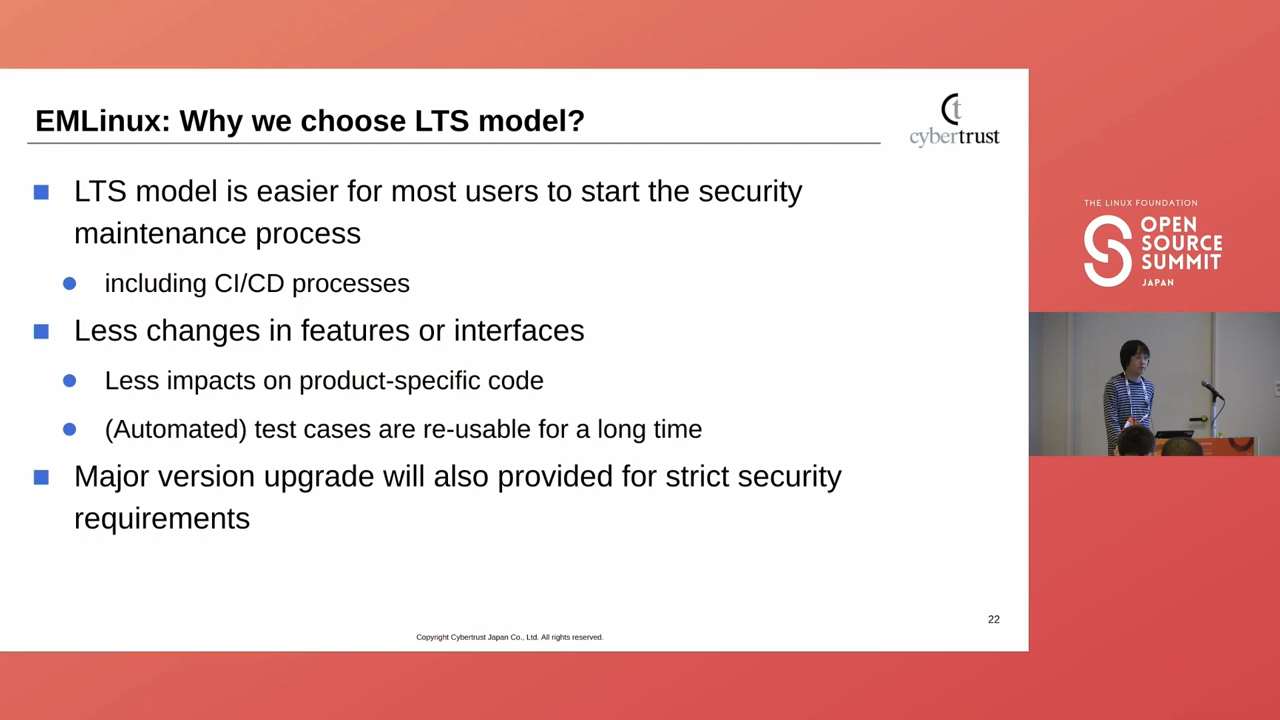 EMLinux: Why we choose LTS model?
cybertrust
LTS model is easier for most users to start the security
maintenance process
including CI/CD processes
Less changes in features or interfaces
Less impacts on product-specific code
(Automated) test cases are re-usable for a long time
Major version upgrade will also provided for strict security
requirements
22
Copyright Cybertrust Japan Co., Ltd. All rights reserved.
THE LINUX FOUNDATION
OPEN
SOURCE
SUMMIT
JAPAN